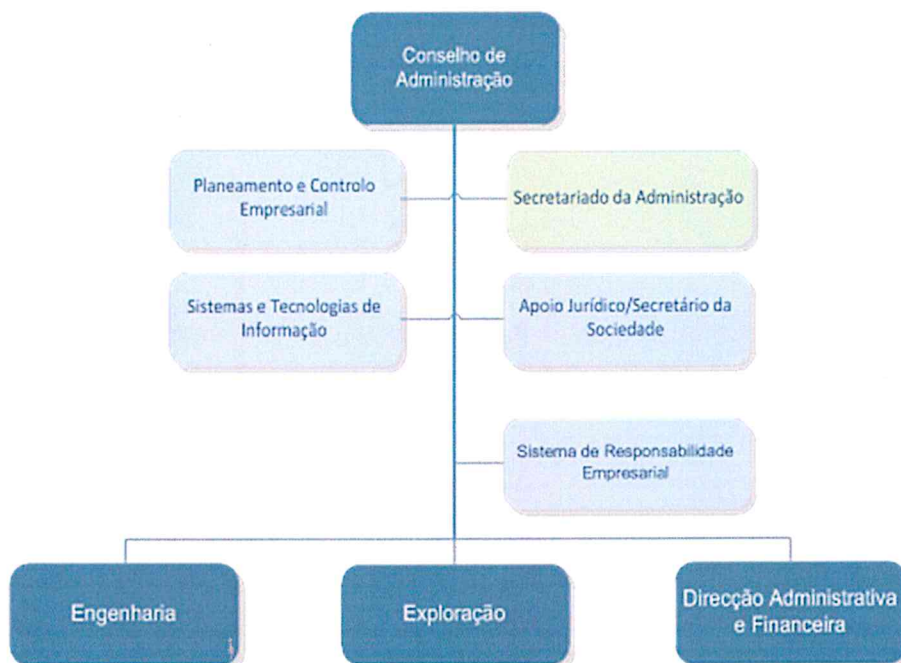 Conselho de
Administração
Planeamento e Controlo
Empresarial
Secretariado da Administração
Sistemas e Tecnologias de
Informação
Apoio Jurídico/Secretário da
Sociedade
Sistema de Responsabilidade
Empresarial
Engenharia
Exploração
Direcção Administrativa
e Financeira